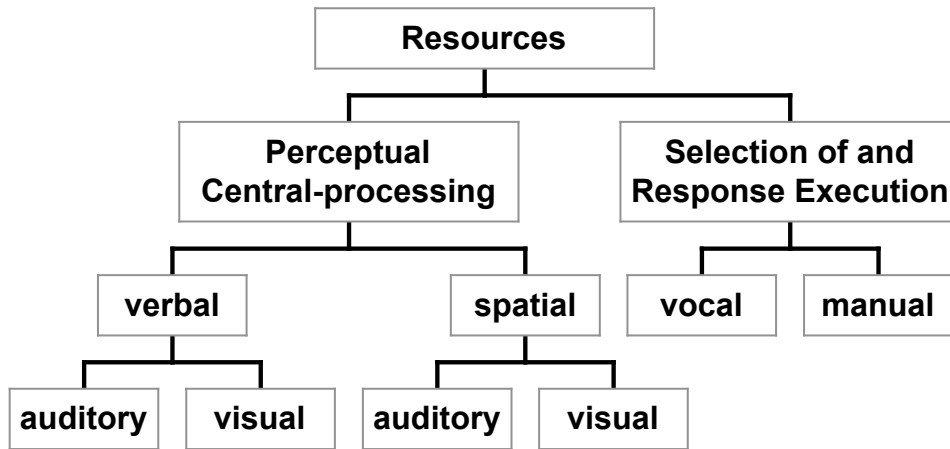 Resources
Perceptual
Central-processing
Selection of and
Response Execution
verbal
spatial
vocal
manual
auditory
visual
auditory
visual